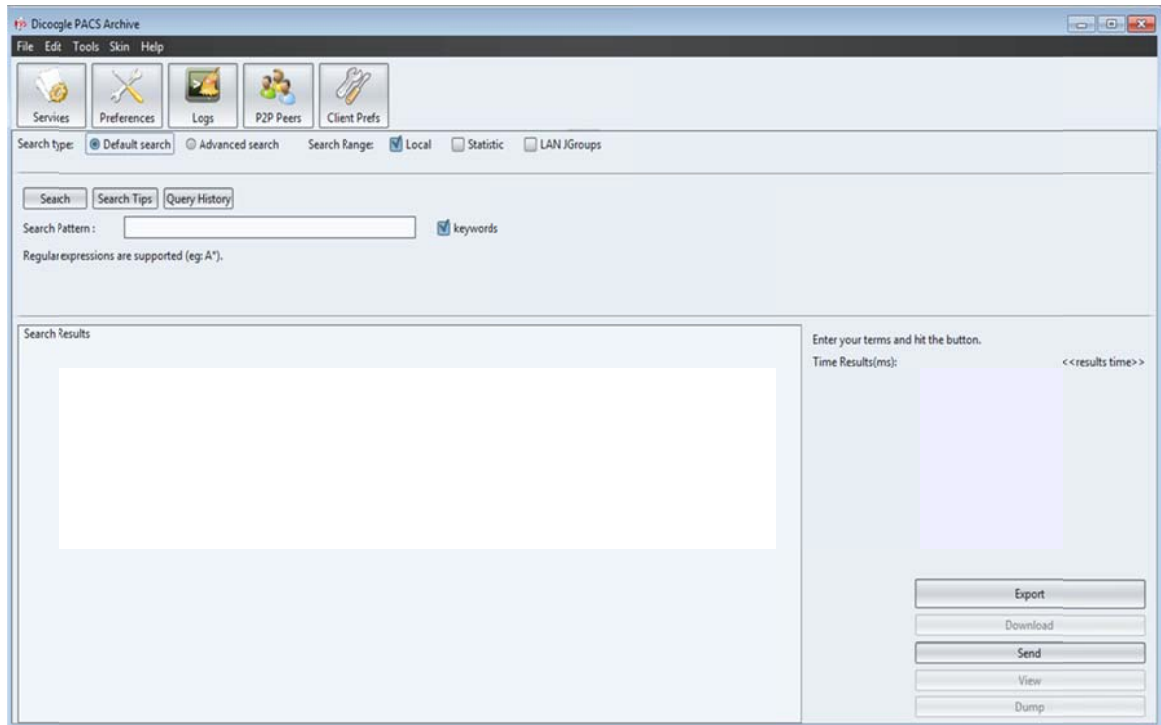 Dicoogle PACS Archive
File Edit Tools Skin Help
Services Preferences Logs P2P Peers Client Prefs
Search type: Default search Advanced search Search Range: Local Statistic LAN JGroups
Search Search Tips Query History
Search Pattern : keywords
Regular expressions are supported (eg: A*).
Search Results
Enter your terms and hit the button.
Time Results(ms): <<results time>>
Export
Download
Send
View
Dump